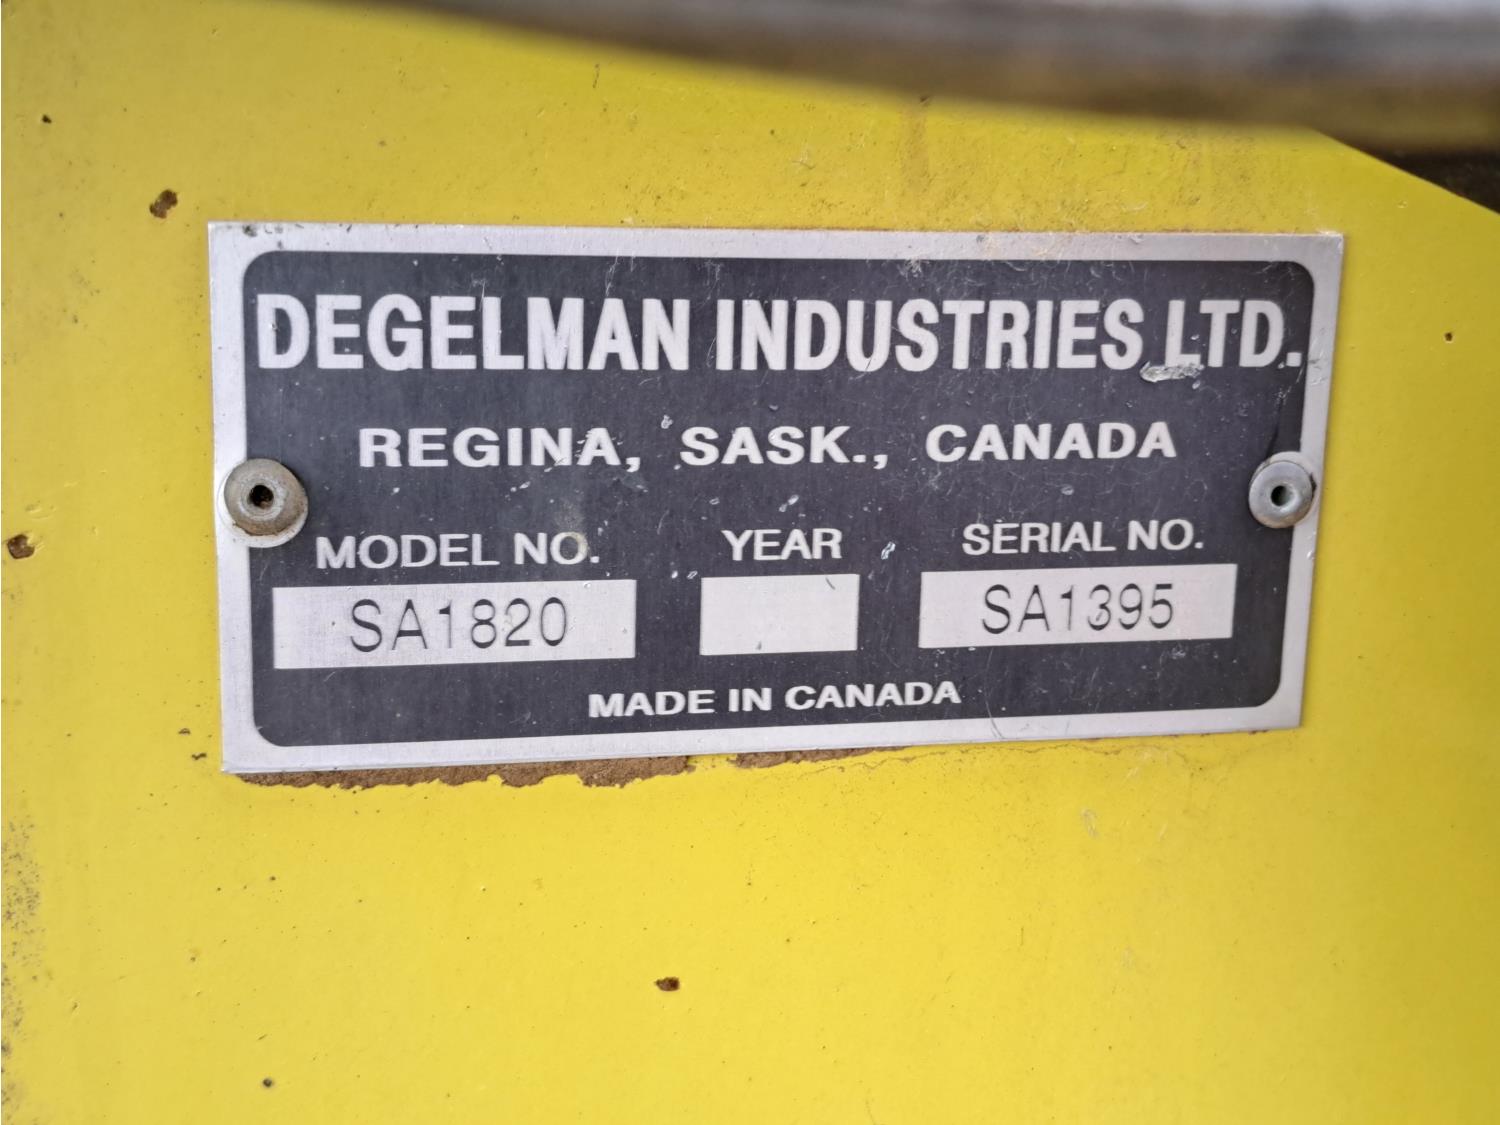 DEGELMAN INDUSTRIES LTD.
REGINA, SASK., CANADA
MODEL NO. YEAR SERIAL NO.
SA1820 SA1395
MADE IN CANADA